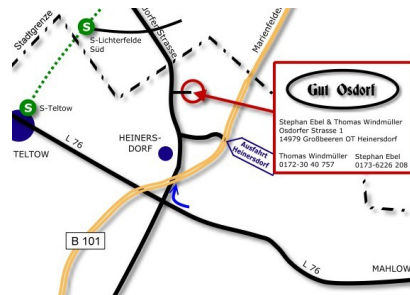 Stadtgrenze
S
S-Lichterfelde
Süd
dorfer Strasse
Marienfelder
S
S-Teltow
TELTOW
L 76
HEINERS-
DORF
Ausfahrt
Heinersdorf
Gut Osdorf
Stephan Ebel & Thomas Windmüller
Osdorfer Strasse 1
14979 Großbeeren OT Heinersdorf
Thomas Windmüller Stephan Ebel
0172-30 40 757 0173-6226 208
B 101
L 76
MAHLOW